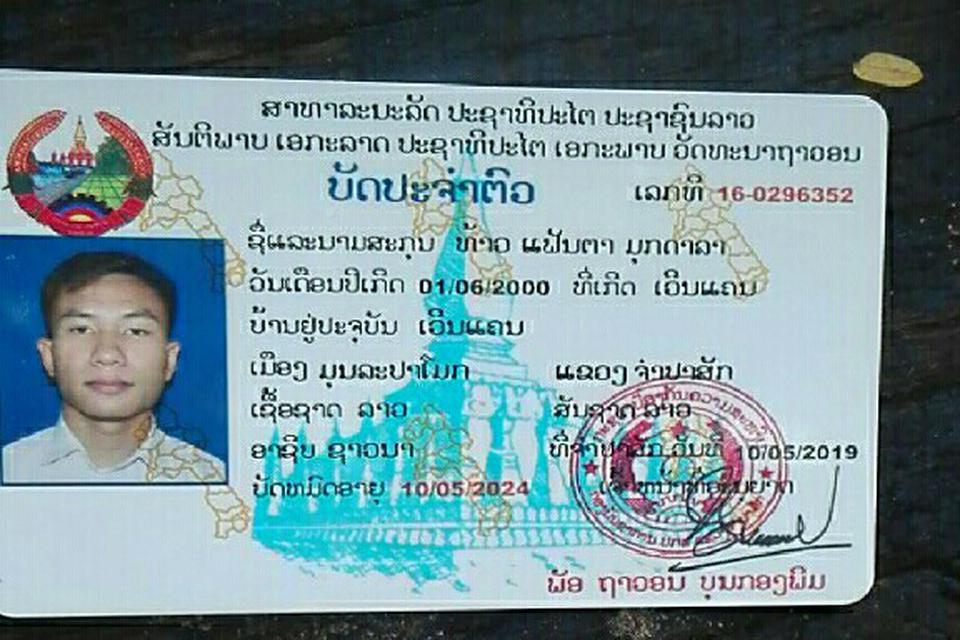 ສາທາລະນະລັດ ປະຊາທິປະໄຕ ປະຊາຊົນລາວ
ສັນຕິພາບ ເອກະລາດ ປະຊາທິປະໄຕ ເອກະພາບ ວັດທະນາຖາວອນ
ບັດປະຈຳຕົວ ເລກທີ 16-0296352
ຊື່ແລະນາມສະກຸນ ທ້າວ ແຟັນຕາ ມຸກດາລາ
ວັນເດືອນປີເກີດ 01/06/2000 ທີ່ເກີດ ເວີນແຄນ
ບ້ານຢູ່ປະຈຸບັນ ເວີນແຄນ
ເມືອງ ມຸນລະປາໂມກ ແຂວງ ຈຳປາສັກ
ເຊື້ອຊາດ ລາວ ສັນຊາດ ລາວ
ອາຊີບ ຊາວນາ ທີ່ຈຳປາສັກ ວັນທີ 10/05/2019
ບັດໝົດອາຍຸ 10/05/2024
ພັອ ຖາວອນ ບຸນກອງພິມ